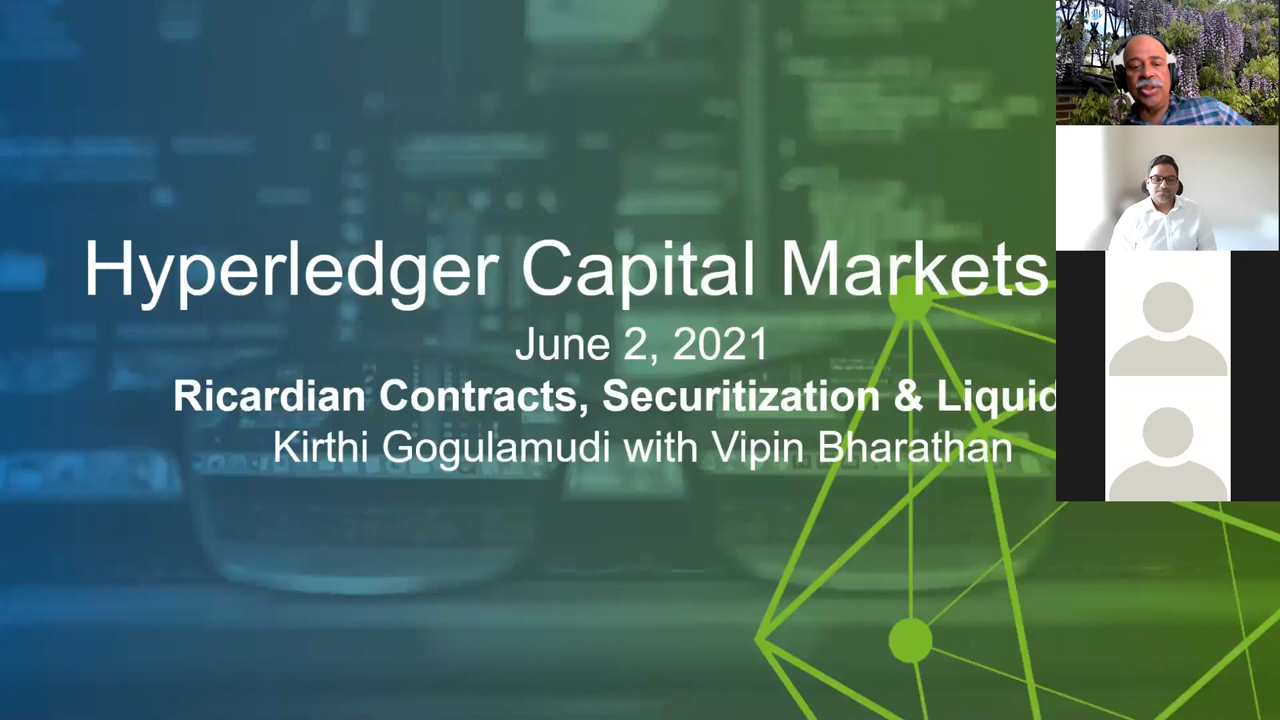 Hyperledger Capital Markets
June 2, 2021
Ricardian Contracts, Securitization & Liquid
Kirthi Gogulamudi with Vipin Bharathan